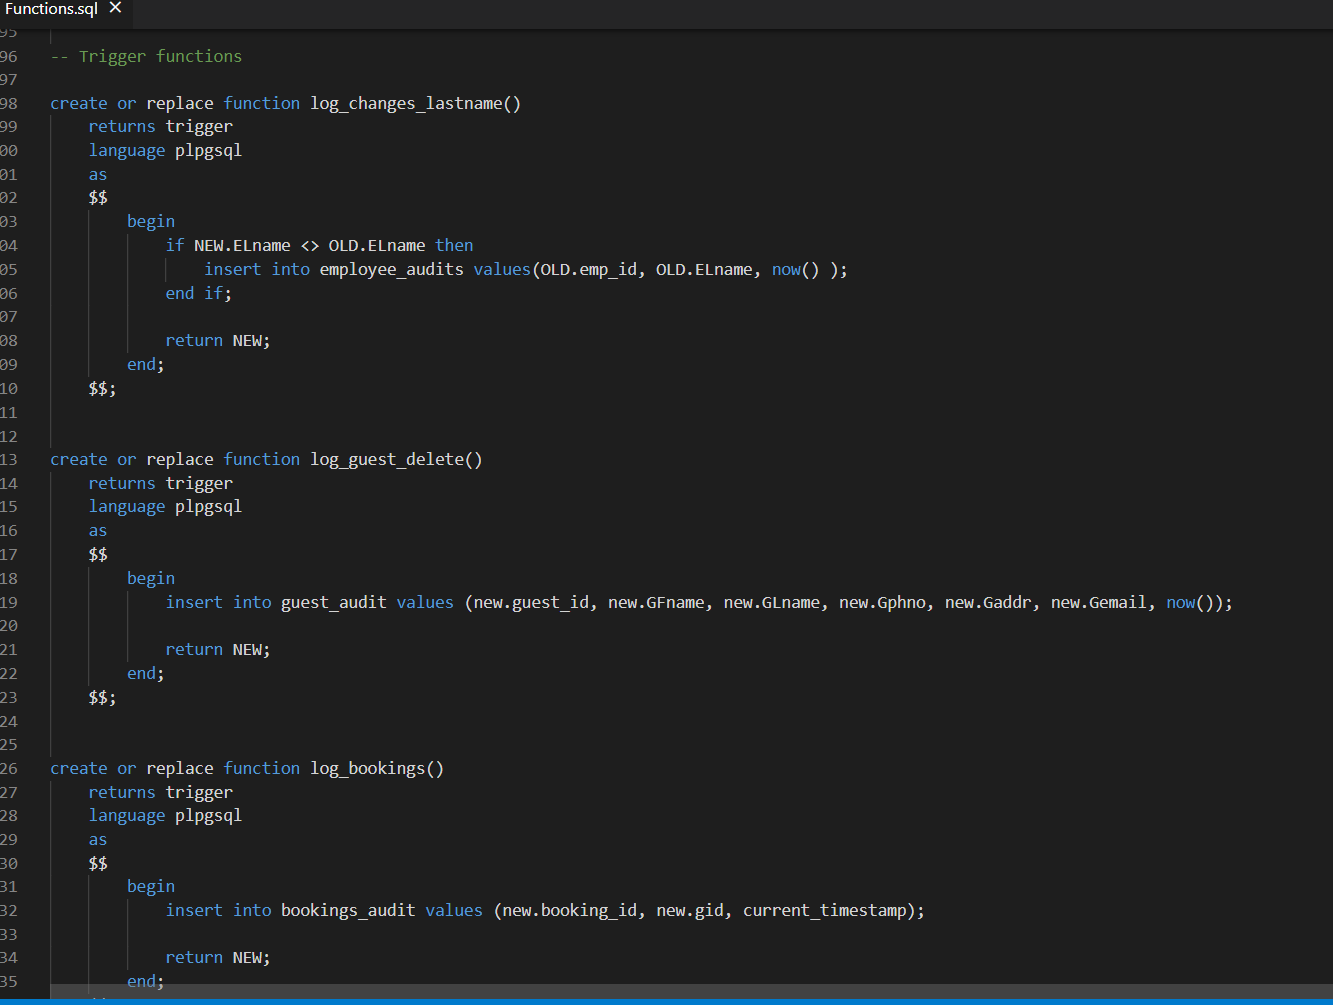 Functions.sql ×
95
96 -- Trigger functions
97
98 create or replace function log_changes_lastname()
99 returns trigger
00 language plpgsql
01 as
02 $$
03 begin
04 if NEW.ELname <> OLD.ELname then
05 insert into employee_audits values(OLD.emp_id, OLD.ELname, now() );
06 end if;
07
08 return NEW;
09 end;
10 $$;
11
12
13 create or replace function log_guest_delete()
14 returns trigger
15 language plpgsql
16 as
17 $$
18 begin
19 insert into guest_audit values (new.guest_id, new.GFname, new.GLname, new.Gphno, new.Gaddr, new.Gemail, now());
20
21 return NEW;
22 end;
23 $$;
24
25
26 create or replace function log_bookings()
27 returns trigger
28 language plpgsql
29 as
30 $$
31 begin
32 insert into bookings_audit values (new.booking_id, new.gid, current_timestamp);
33
34 return NEW;
35 end;